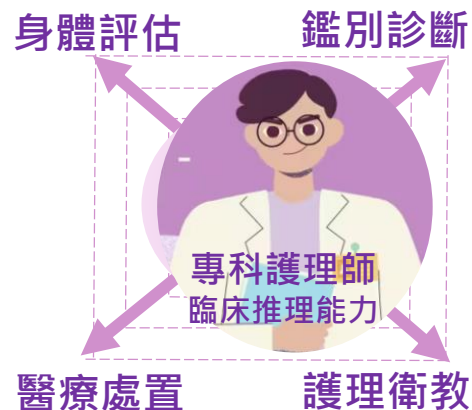 身體評估
鑑別診斷
專科護理師
臨床推理能力
醫療處置
護理衛教